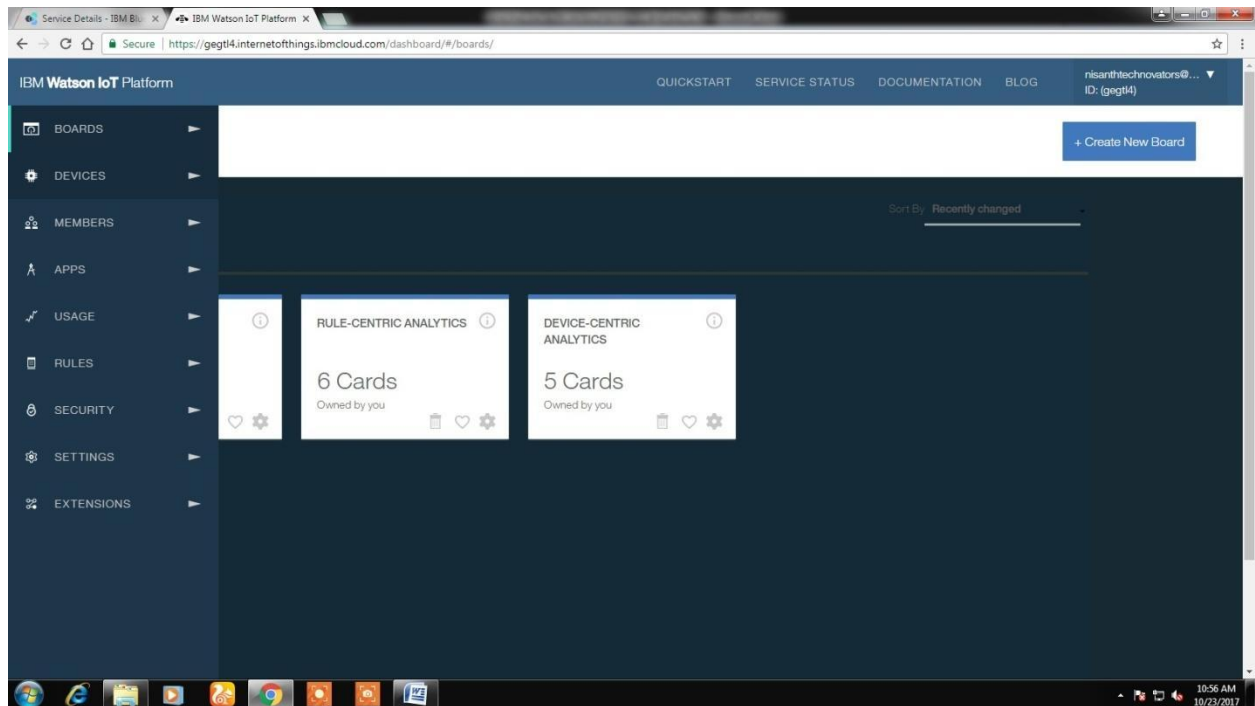 Service Details - IBM Blu
IBM Watson IoT Platform
Secure https://gegtl4.internetofthings.ibmcloud.com/dashboard/#/boards/
IBM Watson IoT Platform
QUICKSTART SERVICE STATUS DOCUMENTATION BLOG
nisanthtechnovators@...
ID: (gegtl4)
BOARDS
DEVICES
MEMBERS
APPS
USAGE
RULES
SECURITY
SETTINGS
EXTENSIONS
+ Create New Board
Sort By Recently changed
RULE-CENTRIC ANALYTICS
6 Cards
Owned by you
DEVICE-CENTRIC
ANALYTICS
5 Cards
Owned by you
10:56 AM
10/23/2017